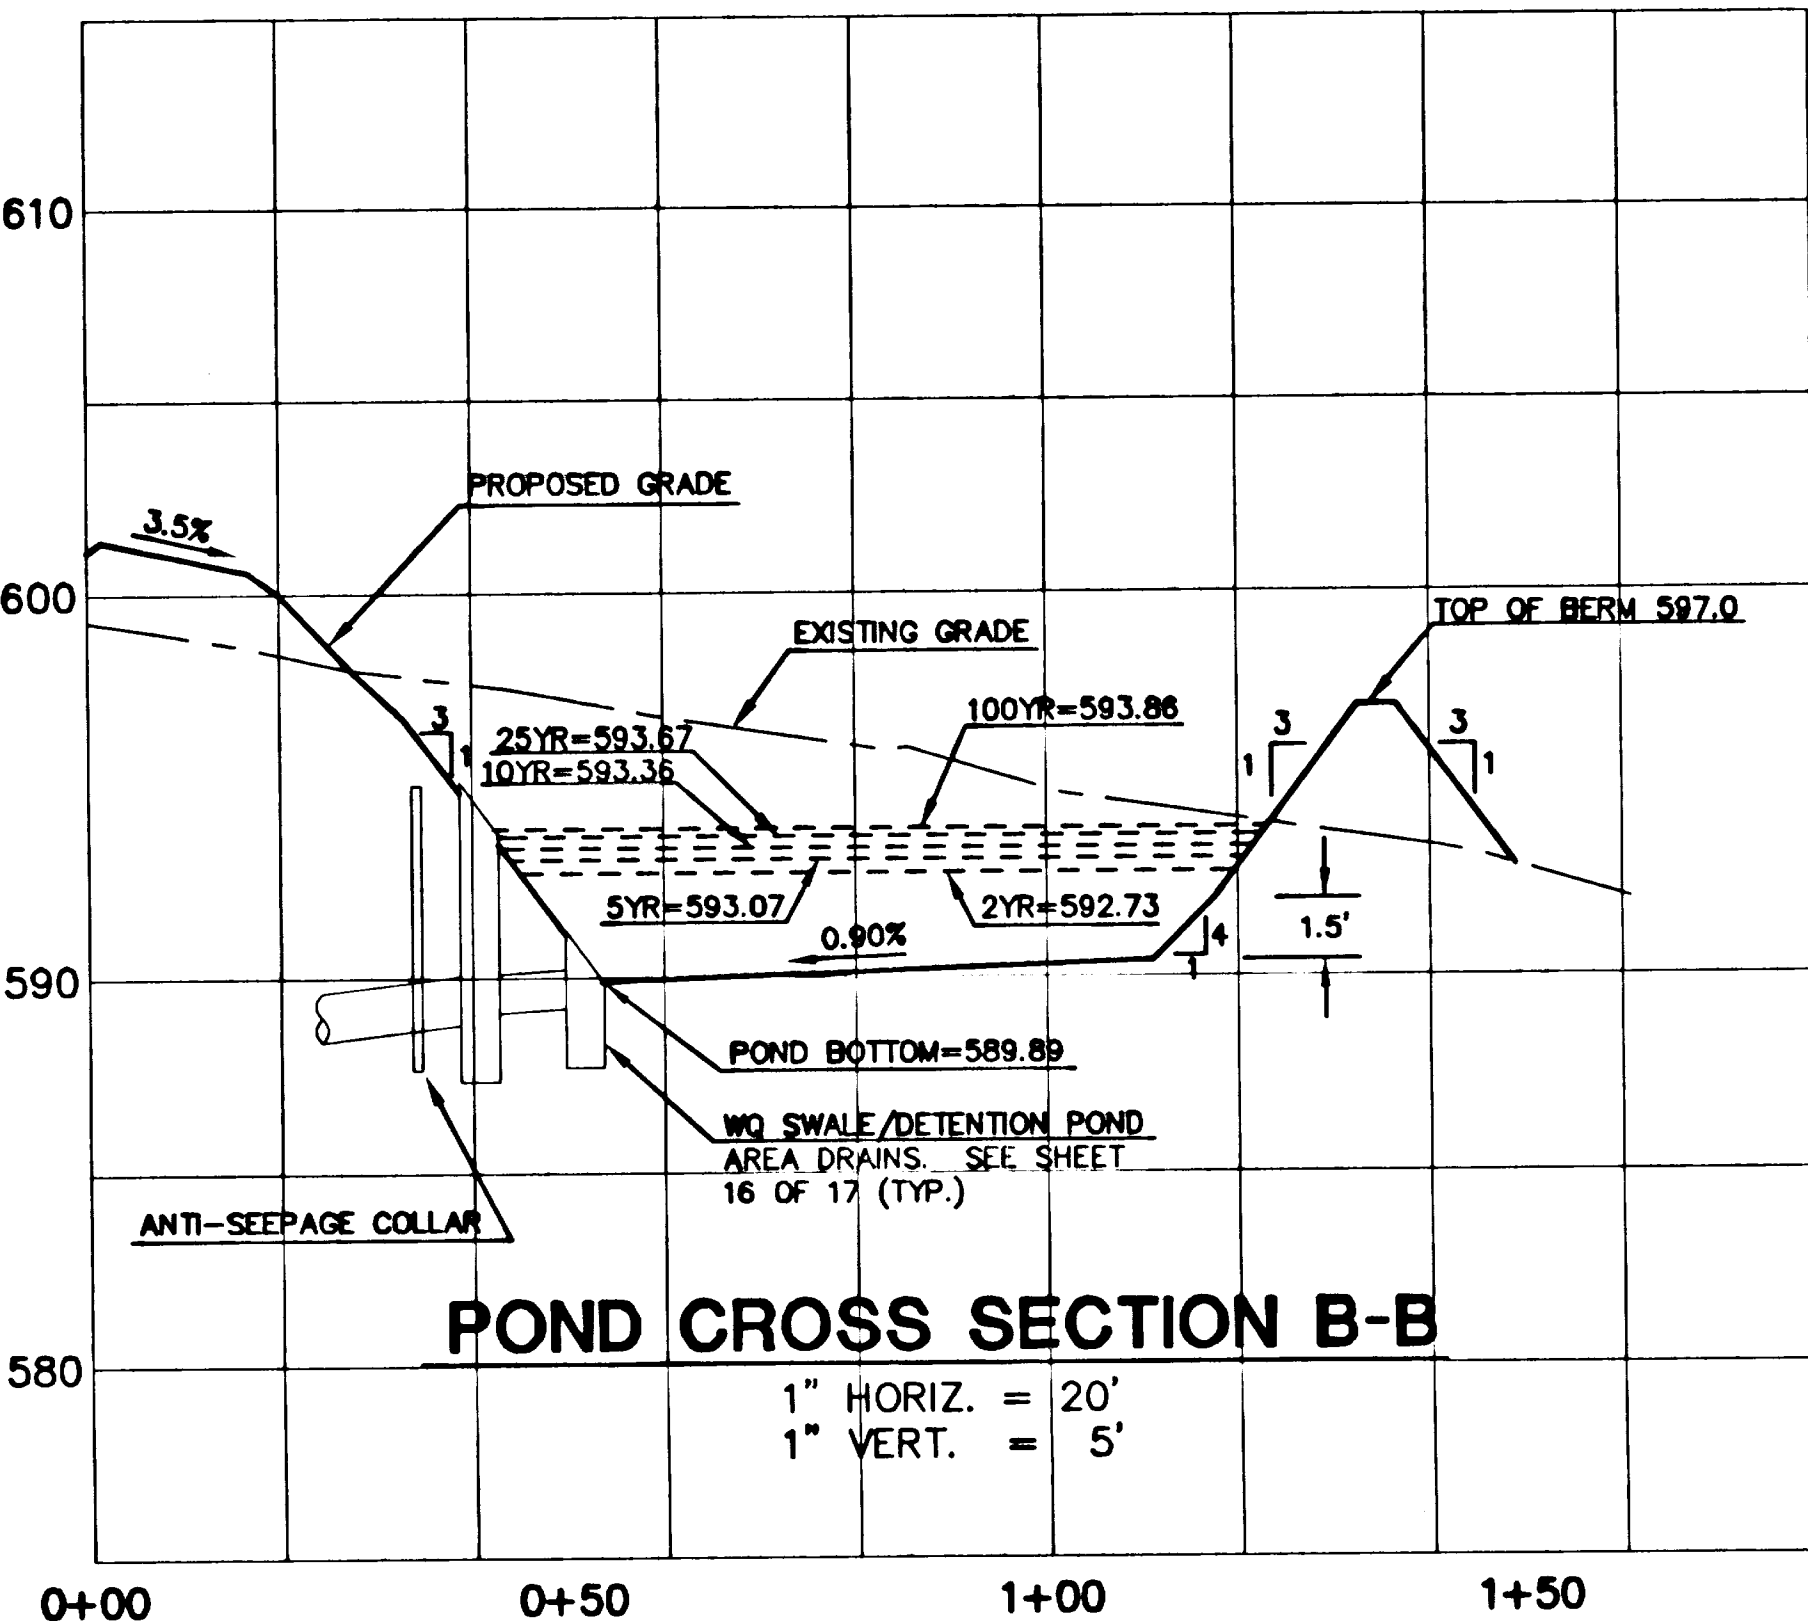 610
600
590
580
PROPOSED GRADE
3.5%
EXISTING GRADE
TOP OF BERM 597.0
3
1
25YR=593.67
10YR=593.36
100YR=593.86
3
1
3
1
5YR=593.07
2YR=592.73
0.90%
4
1
1.5'
POND BOTTOM=589.89
WQ SWALE/DETENTION POND
AREA DRAINS. SEE SHEET
16 OF 17 (TYP.)
ANTI-SEEPAGE COLLAR
POND CROSS SECTION B-B
1" HORIZ. = 20'
1" VERT. = 5'
0+00 0+50 1+00 1+50